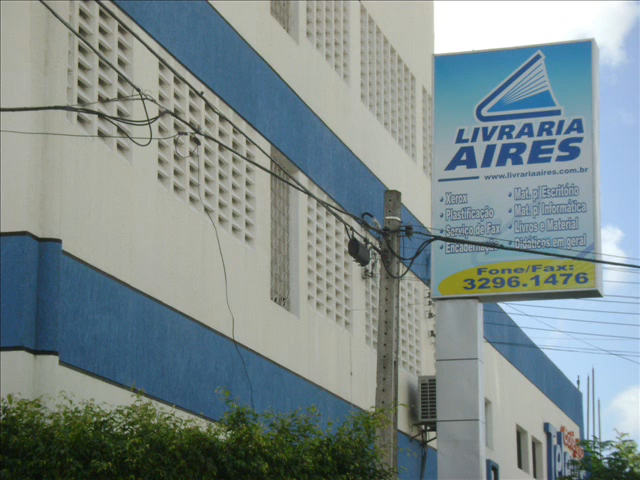 LIVRARIA
AIRES
www.livrariaaires.com.br
• Xerox
• Plastificação
• Serviço de Fax
• Encadernação
• Mat. p/ Escritório
• Mat. p/ Informática
• Livros e Material
Didáticos em geral
Fone/Fax:
3296.1476